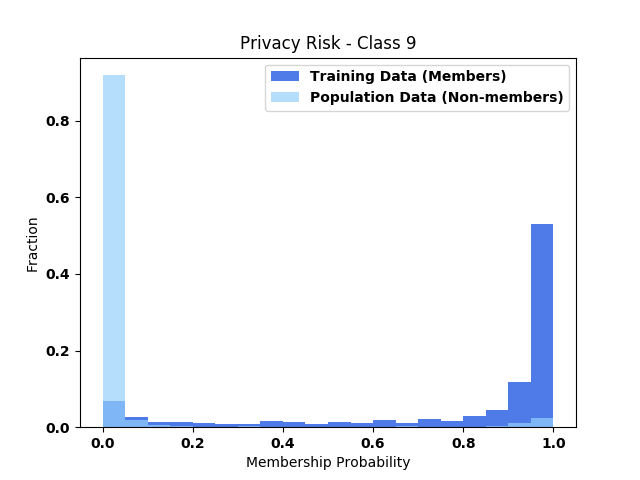 Privacy Risk - Class 9
Training Data (Members)
Population Data (Non-members)
Fraction
0.8
0.6
0.4
0.2
0.0
0.0 0.2 0.4 0.6 0.8 1.0
Membership Probability